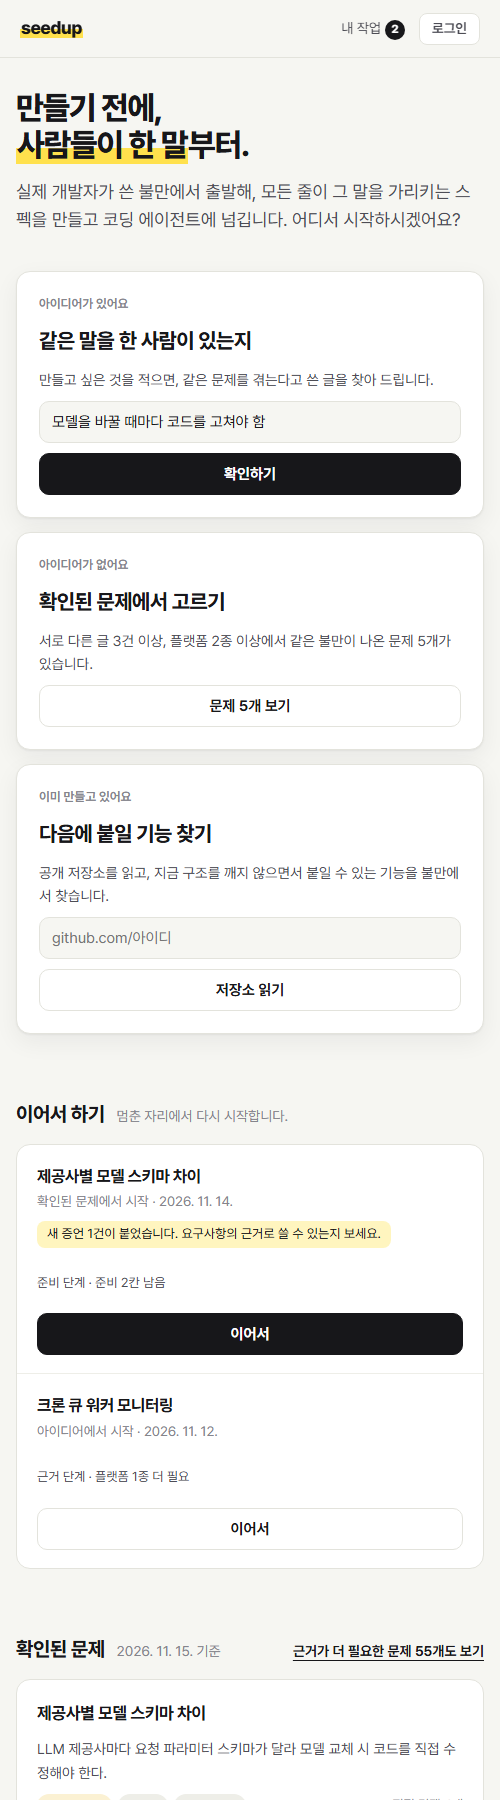 seedup
내 작업 2
로그인
만들기 전에,
사람들이 한 말부터.
실제 개발자가 쓴 불만에서 출발해, 모든 줄이 그 말을 가리키는 스
펙을 만들고 코딩 에이전트에 넘깁니다. 어디서 시작하시겠어요?
아이디어가 있어요
같은 말을 한 사람이 있는지
만들고 싶은 것을 적으면, 같은 문제를 겪는다고 쓴 글을 찾아 드립니다.
모델을 바꿀 때마다 코드를 고쳐야 함
확인하기
아이디어가 없어요
확인된 문제에서 고르기
서로 다른 글 3건 이상, 플랫폼 2종 이상에서 같은 불만이 나온 문제 5개가
있습니다.
문제 5개 보기
이미 만들고 있어요
다음에 붙일 기능 찾기
공개 저장소를 읽고, 지금 구조를 깨지 않으면서 붙일 수 있는 기능을 불만에
서 찾습니다.
github.com/아이디
저장소 읽기
이어서 하기 멈춘 자리에서 다시 시작합니다.
제공사별 모델 스키마 차이
확인된 문제에서 시작 · 2026. 11. 14.
새 증언 1건이 붙었습니다. 요구사항의 근거로 쓸 수 있는지 보세요.
준비 단계 · 준비 2칸 남음
이어서
크론 큐 워커 모니터링
아이디어에서 시작 · 2026. 11. 12.
근거 단계 · 플랫폼 1종 더 필요
이어서
확인된 문제 2026. 11. 15. 기준
근거가 더 필요한 문제 55개도 보기
제공사별 모델 스키마 차이
LLM 제공사마다 요청 파라미터 스키마가 달라 모델 교체 시 코드를 직접 수
정해야 한다.